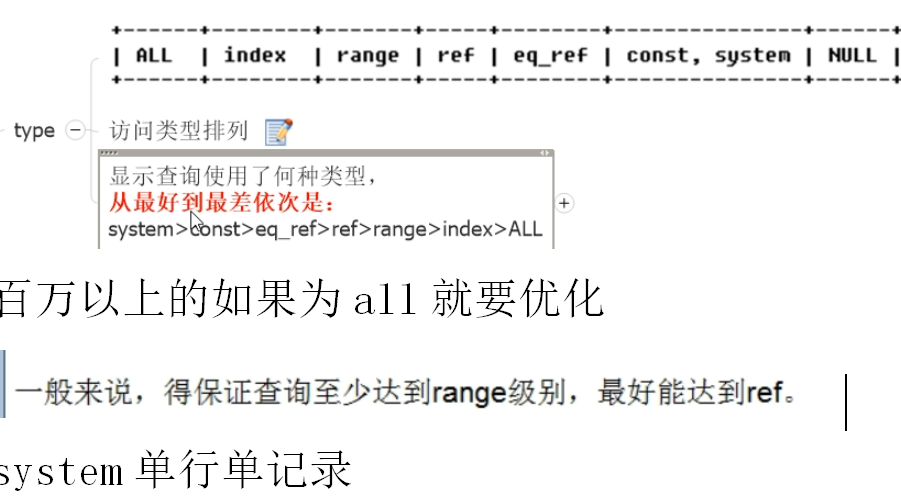 +-------+-------+-------+-----+--------+---------------+------+
| ALL | index | range | ref | eq_ref | const, system | NULL |
+-------+-------+-------+-----+--------+---------------+------+
type
访问类型排列
显示查询使用了何种类型，
从最好到最差依次是：
system>const>eq_ref>ref>range>index>ALL
百万以上的如果为 all 就要优化
一般来说，得保证查询至少达到range级别，最好能达到ref。
system 单行单记录